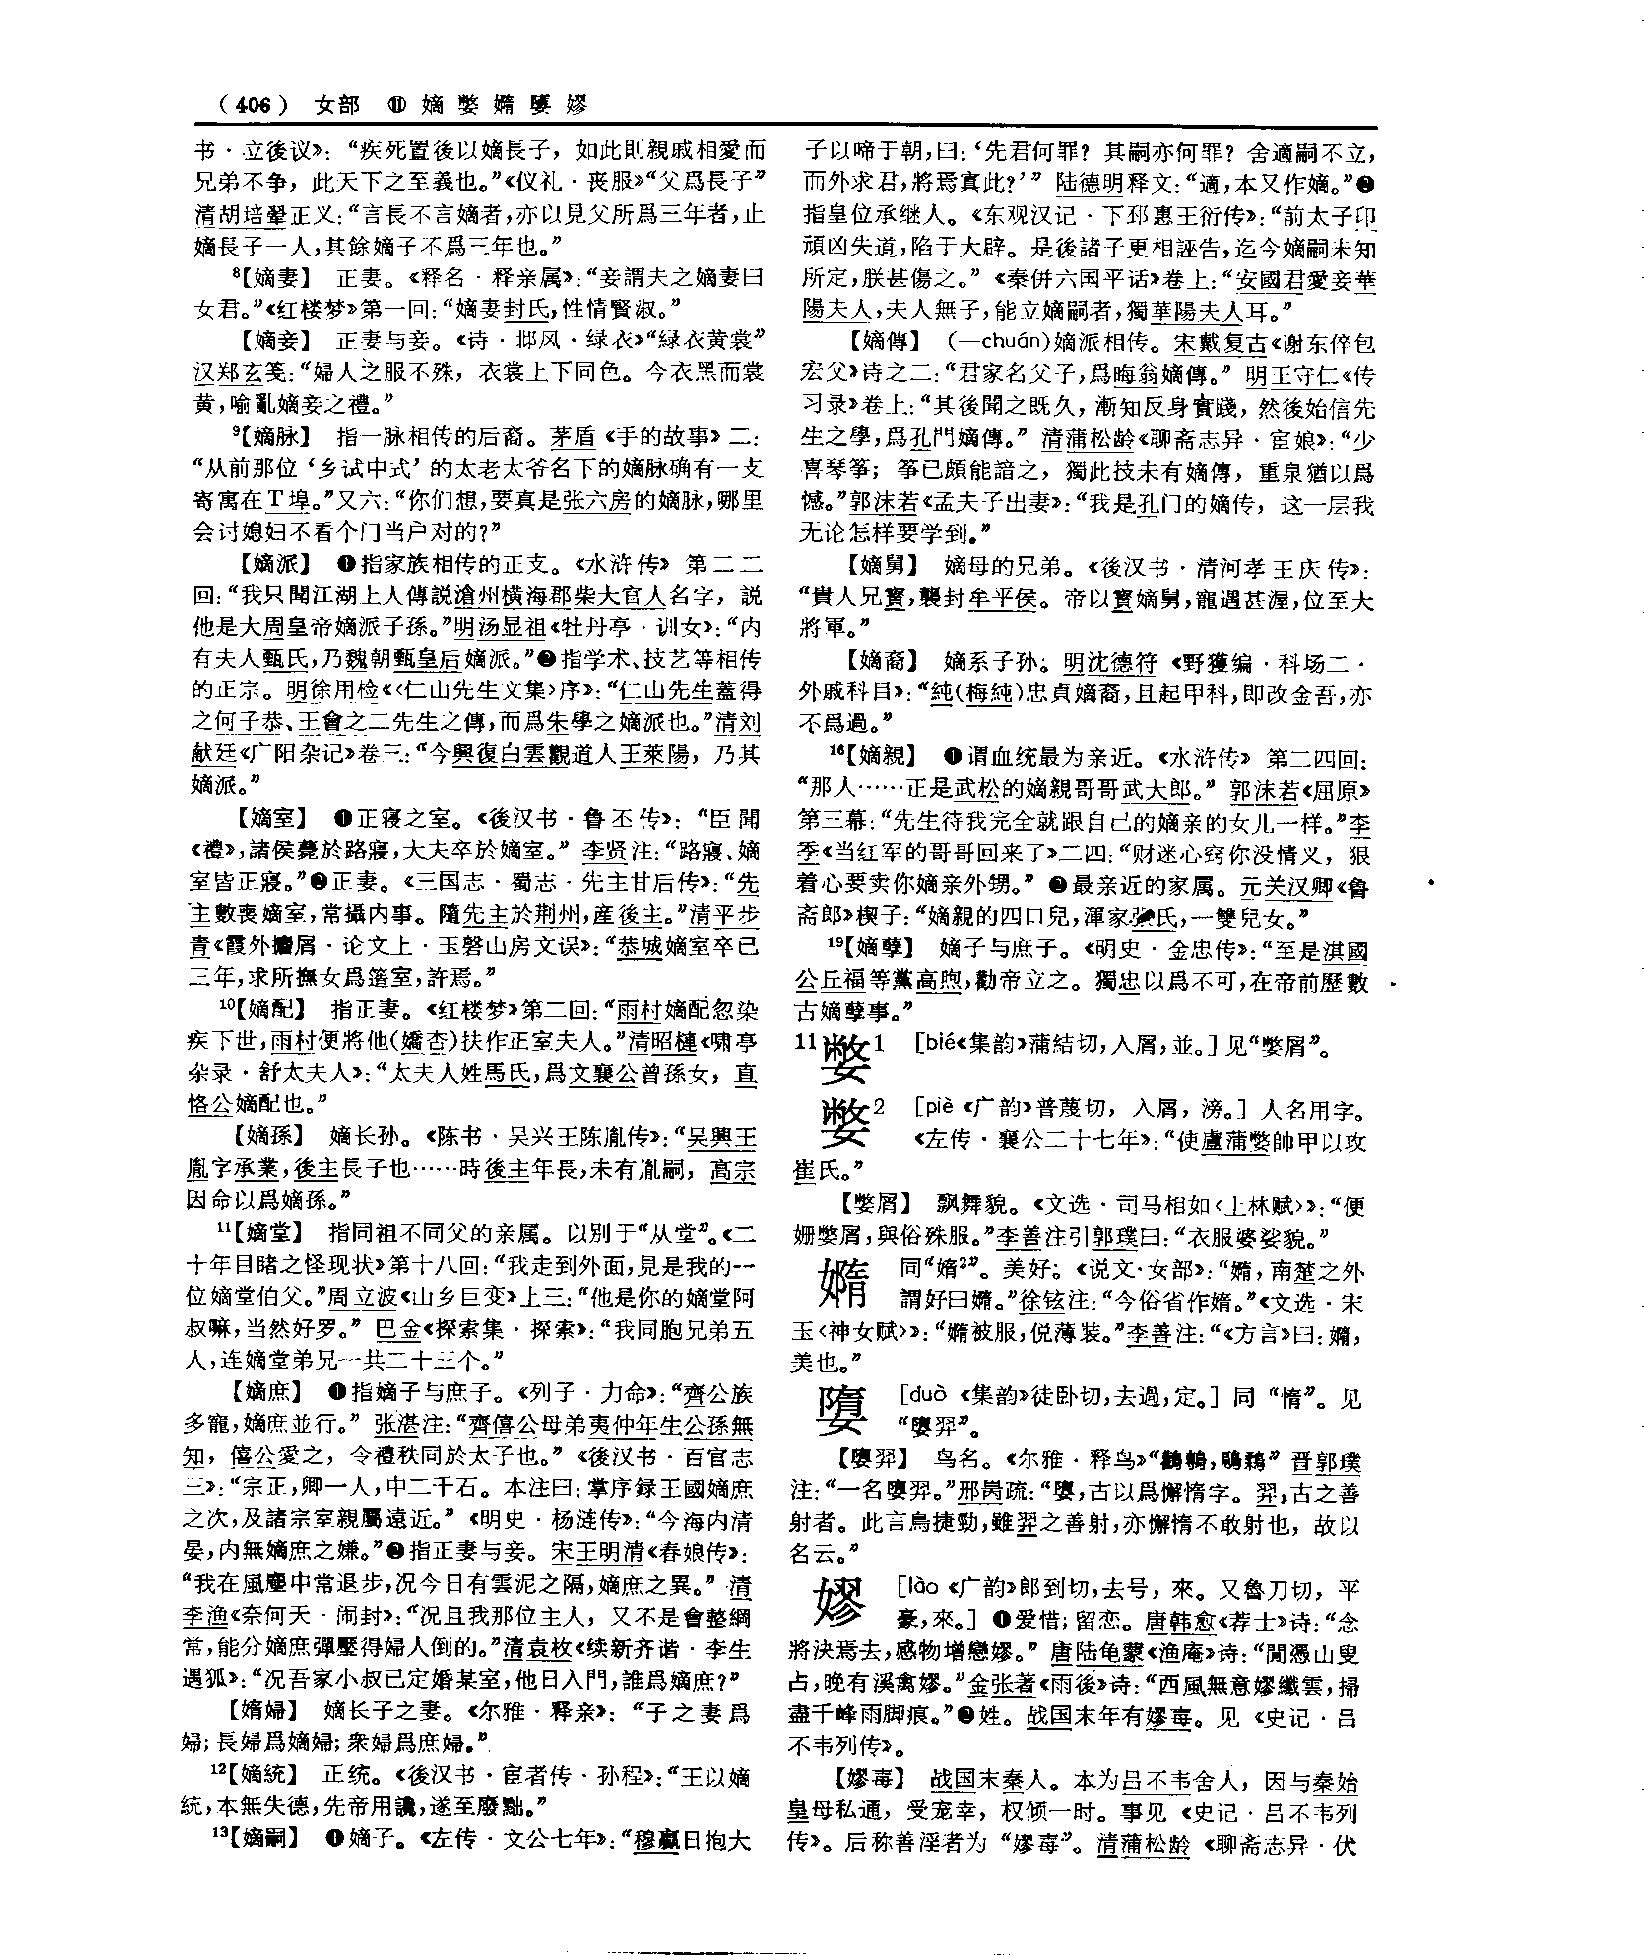 （406） 女部 ⑪ 嫡嫳嫷嫢嫪
书·立後议》：“疾死置後以嫡長子，如此則親戚相愛而
兄弟不争，此天下之至義也。”《仪礼·丧服》“父爲長子”
清胡培翬正义：“言長不言嫡者，亦以見父所爲三年者，止
嫡長子一人，其餘嫡子不爲三年也。”
⁸【嫡妻】 正妻。《释名·释亲属》：“妾謂夫之嫡妻曰
女君。”《红楼梦》第一回：“嫡妻封氏，性情賢淑。”
【嫡妾】 正妻与妾。《诗·邶风·绿衣》“緑衣黄裳”
汉郑玄笺：“婦人之服不殊，衣裳上下同色。今衣黑而裳
黄，喻亂嫡妾之禮。”
⁹【嫡脉】 指一脉相传的后裔。茅盾《手的故事》二：
“从前那位‘乡试中式’的太老太爷名下的嫡脉确有一支
寄寓在T埠。”又六：“你们想，要真是张六房的嫡脉，哪里
会讨媳妇不看个门当户对的？”
【嫡派】 ❶指家族相传的正支。《水浒传》第二二
回：“我只聞江湖上人傳説滄州横海郡柴大官人名字，説
他是大周皇帝嫡派子孫。”明汤显祖《牡丹亭·训女》：“内
有夫人甄氏，乃魏朝甄皇后嫡派。”❷指学术、技艺等相传
的正宗。明徐用检《〈仁山先生文集〉序》：“仁山先生蓋得
之何子恭、王會之二先生之傳，而爲朱學之嫡派也。”清刘
献廷《广阳杂记》卷三：“今興復白雲觀道人王萊陽，乃其
嫡派。”
【嫡室】 ❶正寝之室。《後汉书·鲁丕传》：“臣聞
《禮》，諸侯薨於路寢，大夫卒於嫡室。”李贤注：“路寢、嫡
室皆正寢。”❷正妻。《三国志·蜀志·先主甘后传》：“先
主數喪嫡室，常攝内事。隨先主於荆州，産後主。”清平步
青《霞外攟屑·论文上·玉磬山房文误》：“恭城嫡室卒已
三年，求所撫女爲簉室，許焉。”
¹⁰【嫡配】 指正妻。《红楼梦》第二回：“雨村嫡配忽染
疾下世，雨村便將他（嬌杏）扶作正室夫人。”清昭槤《啸亭
杂录·舒太夫人》：“太夫人姓馬氏，爲文襄公曾孫女，直
恪公嫡配也。”
【嫡孫】 嫡长孙。《陈书·吴兴王陈胤传》：“吴興王
胤字承業，後主長子也……時後主年長，未有胤嗣，高宗
因命以爲嫡孫。”
¹¹【嫡堂】 指同祖不同父的亲属。以别于“从堂”。《二
十年目睹之怪现状》第十八回：“我走到外面，見是我的一
位嫡堂伯父。”周立波《山乡巨变》上三：“他是你的嫡堂阿
叔嘛，当然好罗。”巴金《探索集·探索》：“我同胞兄弟五
人，连嫡堂弟兄一共二十三个。”
【嫡庶】 ❶指嫡子与庶子。《列子·力命》：“齊公族
多寵，嫡庶並行。”张湛注：“齊僖公母弟夷仲年生公孫無
知，僖公愛之，令禮秩同於太子也。”《後汉书·百官志
三》：“宗正，卿一人，中二千石。本注曰：掌序録王國嫡庶
之次，及諸宗室親屬遠近。”《明史·杨涟传》：“今海内清
晏，内無嫡庶之嫌。”❷指正妻与妾。宋王明清《春娘传》：
“我在風塵中常退步，况今日有雲泥之隔，嫡庶之異。”清
李渔《奈何天·闹封》：“况且我那位主人，又不是會整綱
常，能分嫡庶彈壓得婦人倒的。”清袁枚《续新齐谐·李生
遇狐》：“况吾家小叔已定婚某室，他日入門，誰爲嫡庶？”
【嫡婦】 嫡长子之妻。《尔雅·释亲》：“子之妻爲
婦；長婦爲嫡婦；衆婦爲庶婦。”
¹²【嫡統】 正统。《後汉书·宦者传·孙程》：“王以嫡
統，本無失德，先帝用讒，遂至廢黜。”
¹³【嫡嗣】 ❶嫡子。《左传·文公七年》：“穆嬴日抱大
子以啼于朝，曰：‘先君何罪？其嗣亦何罪？舍適嗣不立，
而外求君，將焉寘此？’”陆德明释文：“適，本又作嫡。”❷
指皇位承继人。《东观汉记·下邳惠王衍传》：“前太子卬
頑凶失道，陷于大辟。是後諸子更相誣告，迄今嫡嗣未知
所定，朕甚傷之。”《秦併六国平话》卷上：“安國君愛妾華
陽夫人，夫人無子，能立嫡嗣者，獨華陽夫人耳。”
【嫡傳】 （—chuán）嫡派相传。宋戴复古《谢东倅包
宏父》诗之二：“君家名父子，爲晦翁嫡傳。”明王守仁《传
习录》卷上：“其後聞之既久，漸知反身實踐，然後始信先
生之學，爲孔門嫡傳。”清蒲松龄《聊斋志异·宦娘》：“少
喜琴筝；筝已頗能諳之，獨此技未有嫡傳，重泉猶以爲
憾。”郭沫若《孟夫子出妻》：“我是孔门的嫡传，这一层我
无论怎样要学到。”
【嫡舅】 嫡母的兄弟。《後汉书·清河孝王庆传》：
“貴人兄寶，襲封牟平侯。帝以寶嫡舅，寵遇甚渥，位至大
將軍。”
【嫡裔】 嫡系子孙。明沈德符《野獲编·科场二·
外戚科目》：“純（梅純）忠貞嫡裔，且起甲科，即改金吾，亦
不爲過。”
¹⁶【嫡親】 ❶谓血统最为亲近。《水浒传》第二四回：
“那人……正是武松的嫡親哥哥武大郎。”郭沫若《屈原》
第三幕：“先生待我完全就跟自己的嫡亲的女儿一样。”李
季《当红军的哥哥回来了》二四：“财迷心窍你没情义，狠
着心要卖你嫡亲外甥。”❷最亲近的家属。元关汉卿《鲁
斋郎》楔子：“嫡親的四口兒，渾家張氏，一雙兒女。”
¹⁹【嫡孽】 嫡子与庶子。《明史·金忠传》：“至是淇國
公丘福等黨高煦，勸帝立之。獨忠以爲不可，在帝前歷數
古嫡孽事。”
11嫳1 ［bié《集韵》蒲結切，入屑，並。］见“嫳屑”。
嫳2 ［piè《广韵》普蔑切，入屑，滂。］人名用字。
《左传·襄公二十七年》：“使盧蒲嫳帥甲以攻
崔氏。”
【嫳屑】 飘舞貌。《文选·司马相如〈上林赋〉》：“便
姗嫳屑，與俗殊服。”李善注引郭璞曰：“衣服婆娑貌。”
嫷 同“媠²”。美好。《说文·女部》：“嫷，南楚之外
謂好曰嫷。”徐铉注：“今俗省作媠。”《文选·宋
玉〈神女赋〉》：“嫷被服，侻薄装。”李善注：“《方言》曰：嫷，
美也。”
［duò《集韵》徒卧切，去過，定。］同“惰”。见
鸟名。《尔雅·释鸟》晋郭璞
射者。此言鳥捷勁，雖羿之善射，亦懈惰不敢射也，故以
名云。”
嫪 ［lào《广韵》郎到切，去号，來。又魯刀切，平
豪，來。］❶爱惜；留恋。唐韩愈《荐士》诗：“念
將決焉去，感物增戀嫪。”唐陆龟蒙《渔庵》诗：“閒憑山叟
占，晚有溪禽嫪。”金张著《雨後》诗：“西風無意嫪纖雲，掃
盡千峰雨脚痕。”❷姓。战国末年有嫪毐。见《史记·吕
不韦列传》。
【嫪毐】 战国末秦人。本为吕不韦舍人，因与秦始
皇母私通，受宠幸，权倾一时。事见《史记·吕不韦列
传》。后称善淫者为“嫪毐”。清蒲松龄《聊斋志异·伏